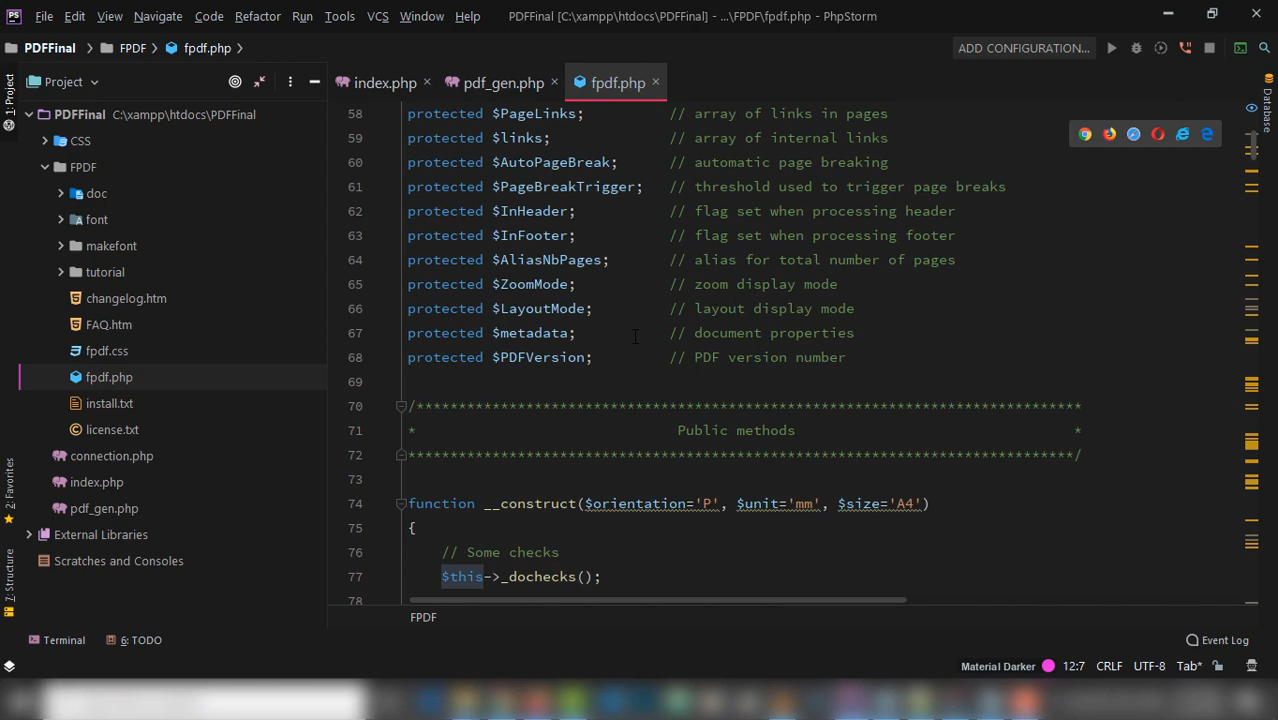 PS File Edit View Navigate Code Refactor Run Tools VCS Window Help PDFFinal [C:\xampp\htdocs\PDFFinal] - ...\FPDF\fpdf.php - PhpStorm
PDFFinal FPDF fpdf.php ADD CONFIGURATION...
1: Project
Project
index.php pdf_gen.php fpdf.php
Database
PDFFinal C:\xampp\htdocs\PDFFinal
CSS
FPDF
doc
font
makefont
tutorial
changelog.htm
FAQ.htm
fpdf.css
fpdf.php
install.txt
license.txt
connection.php
index.php
pdf_gen.php
External Libraries
Scratches and Consoles
2: Favorites
7: Structure
58 protected $PageLinks; // array of links in pages
59 protected $links; // array of internal links
60 protected $AutoPageBreak; // automatic page breaking
61 protected $PageBreakTrigger; // threshold used to trigger page breaks
62 protected $InHeader; // flag set when processing header
63 protected $InFooter; // flag set when processing footer
64 protected $AliasNbPages; // alias for total number of pages
65 protected $ZoomMode; // zoom display mode
66 protected $LayoutMode; // layout display mode
67 protected $metadata; // document properties
68 protected $PDFVersion; // PDF version number
69
70 /*******************************************************************************
71 * Public methods *
72 *******************************************************************************/
73
74 function __construct($orientation='P', $unit='mm', $size='A4')
75 {
76 // Some checks
77 $this->_dochecks();
78
FPDF
Terminal 6: TODO Event Log
Material Darker 12:7 CRLF UTF-8 Tab*